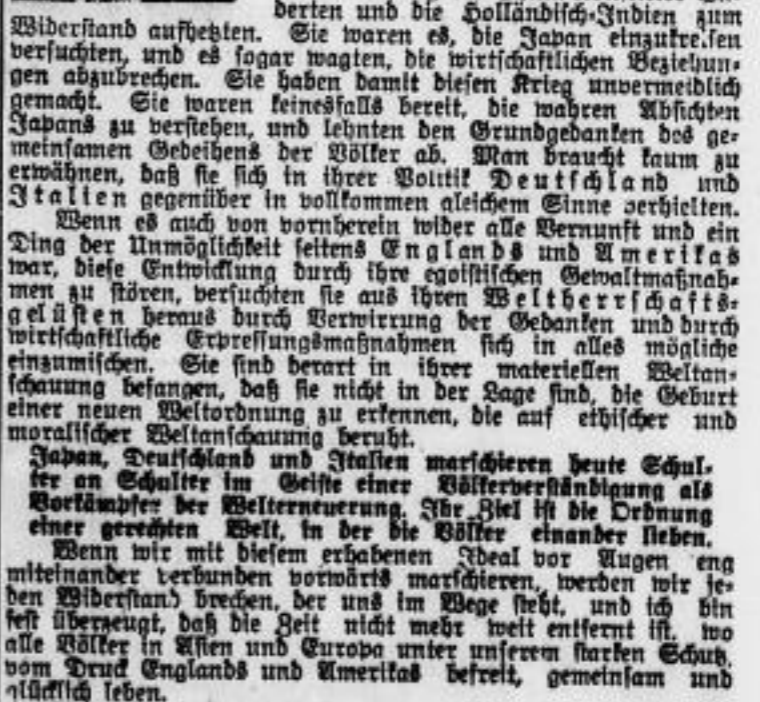 derten und die Holländisch-Indien zum
Widerstand aufhetzten. Sie waren es, die Japan einzukreisen
versuchten, und es sogar wagten, die wirtschaftlichen Beziehun-
gen abzubrechen. Sie haben damit diesen Krieg unvermeidlich
gemacht. Sie waren keinesfalls bereit, die wahren Absichten
Japans zu verstehen, und lehnten den Grundgedanken des ge-
meinsamen Gedeihens der Völker ab. Man braucht kaum zu
erwähnen, daß sie sich in ihrer Politik Deutschland und
Italien gegenüber in vollkommen gleichem Sinne verhielten.
Wenn es auch von vornherein wider alle Vernunft und ein
Ding der Unmöglichkeit seitens Englands und Amerikas
war, diese Entwicklung durch ihre egoistischen Gewaltmaßnah-
men zu stören, versuchten sie aus ihren Weltherrschafts-
gelüsten heraus durch Verwirrung der Gedanken und durch
wirtschaftliche Erpressungsmaßnahmen sich in alles mögliche
einzumischen. Sie sind derart in ihrer materiellen Weltan-
schauung befangen, daß sie nicht in der Lage sind, die Geburt
einer neuen Weltordnung zu erkennen, die auf ethischer und
moralischer Weltanschauung beruht.
Japan, Deutschland und Italien marschieren heute Schul-
ter an Schulter im Geiste einer Völkerverständigung als
Vorkämpfer der Welterneuerung. Ihr Ziel ist die Ordnung
einer gerechten Welt, in der die Völker einander lieben.
Wenn wir mit diesem erhabenen Ideal vor Augen eng
miteinander verbunden vorwärts marschieren, werden wir je-
den Widerstand brechen, der uns im Wege steht, und ich bin
fest überzeugt, daß die Zeit nicht mehr weit entfernt ist, wo
alle Völker in Asien und Europa unter unserem starken Schutz,
vom Druck Englands und Amerikas befreit, gemeinsam und
glücklich leben.